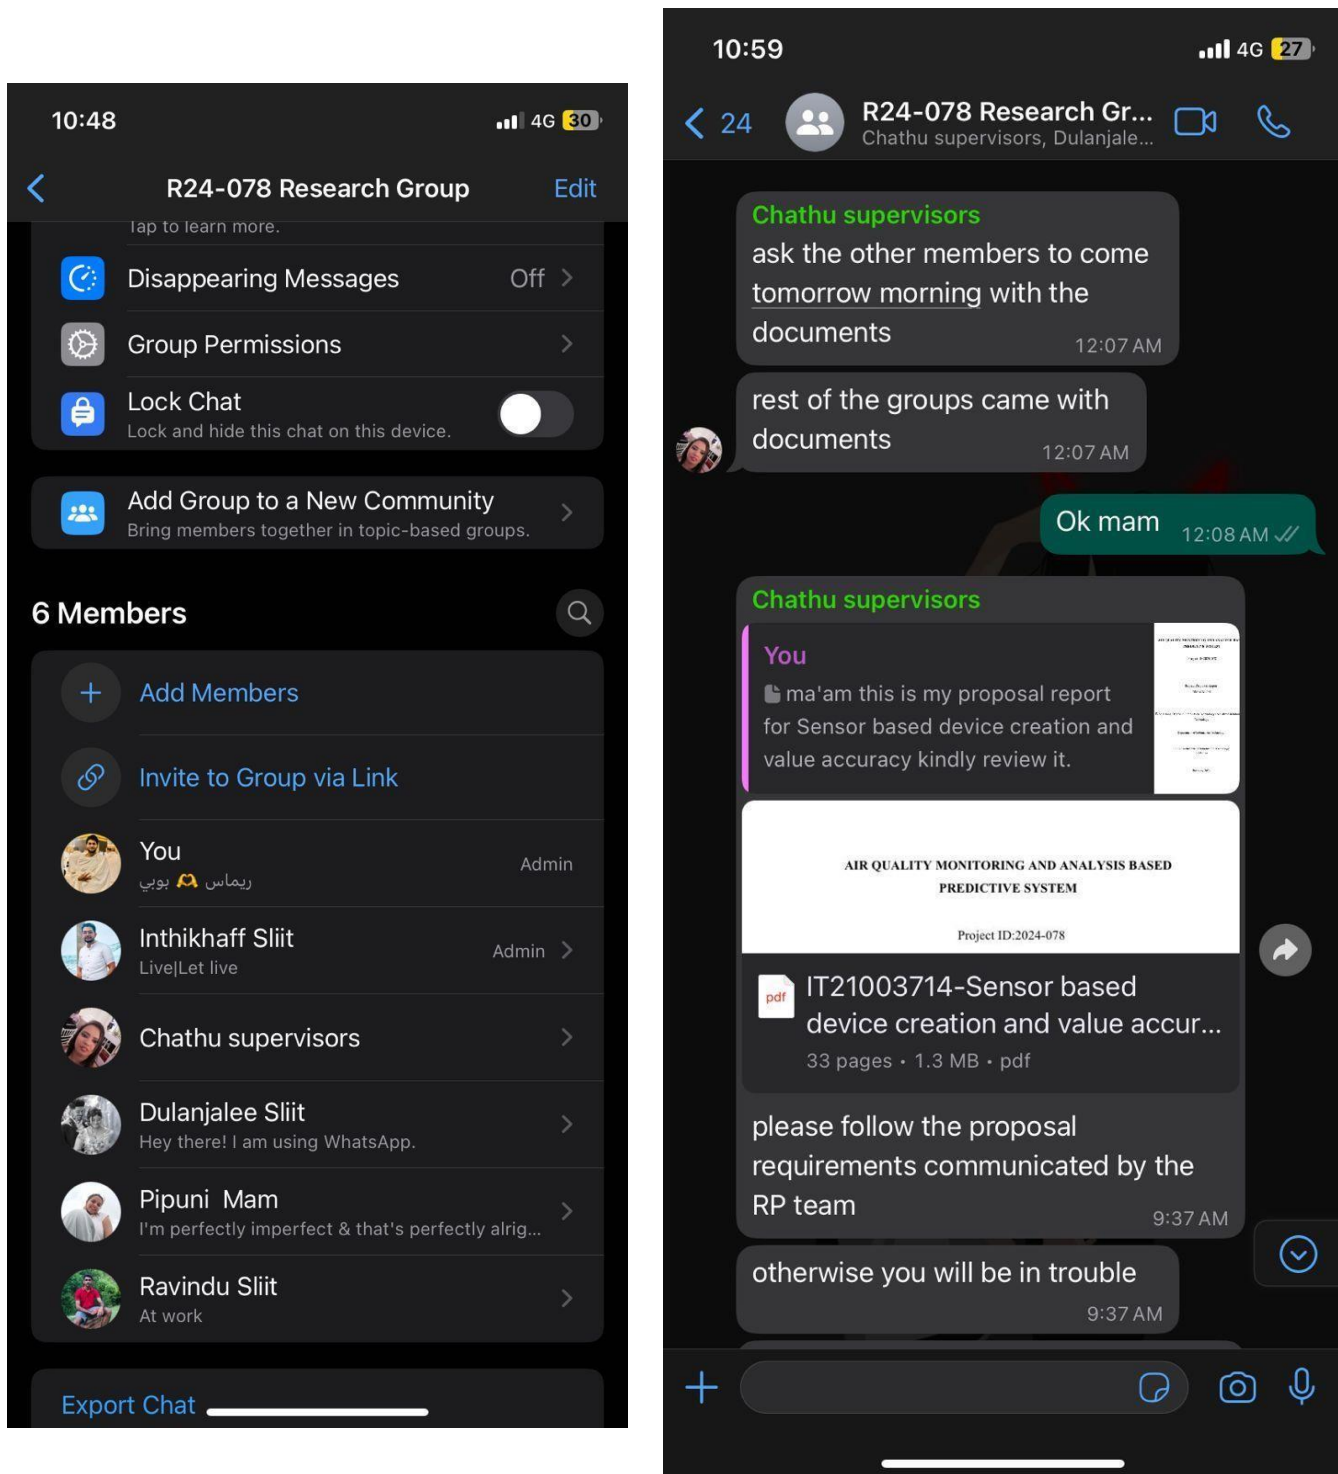 10:48
4G 30
R24-078 Research Group
Edit
Tap to learn more.
Disappearing Messages
Off
Group Permissions
Lock Chat
Lock and hide this chat on this device.
Add Group to a New Community
Bring members together in topic-based groups.
6 Members
Add Members
Invite to Group via Link
You
ريماس 🫶 بوبي
Admin
Inthikhaff Sliit
Live|Let live
Admin
Chathu supervisors
Dulanjalee Sliit
Hey there! I am using WhatsApp.
Pipuni Mam
I'm perfectly imperfect & that's perfectly alrig...
Ravindu Sliit
At work
Export Chat
10:59
4G 27
24
R24-078 Research Gr...
Chathu supervisors, Dulanjale...
Chathu supervisors
ask the other members to come
tomorrow morning with the
documents
12:07 AM
rest of the groups came with
documents
12:07 AM
Ok mam
12:08 AM
Chathu supervisors
You
ma'am this is my proposal report
for Sensor based device creation and
value accuracy kindly review it.
AIR QUALITY MONITORING AND ANALYSIS BASED
PREDICTIVE SYSTEM
Project ID:2024-078
pdf
IT21003714-Sensor based
device creation and value accur...
33 pages • 1.3 MB • pdf
please follow the proposal
requirements communicated by the
RP team
9:37 AM
otherwise you will be in trouble
9:37 AM